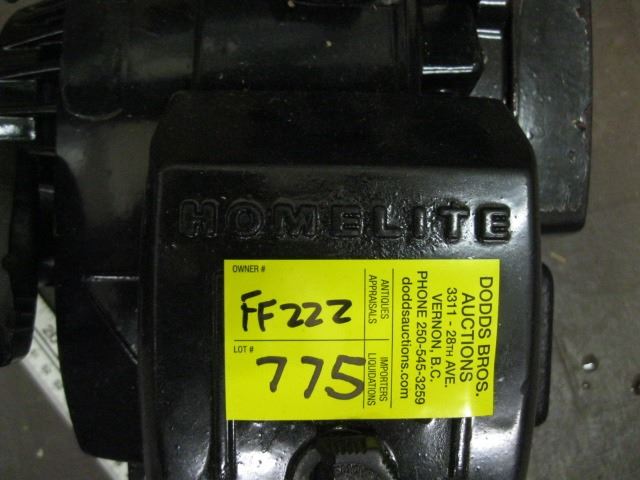 HOMELITE
OWNER #
FF222
LOT #
775
ANTIQUES
APPRAISALS
IMPORTERS
LIQUIDATIONS
DODDS BROS.
AUCTIONS
3311 - 28TH AVE.
VERNON, B.C.
PHONE 250-545-3259
doddsauctions.com